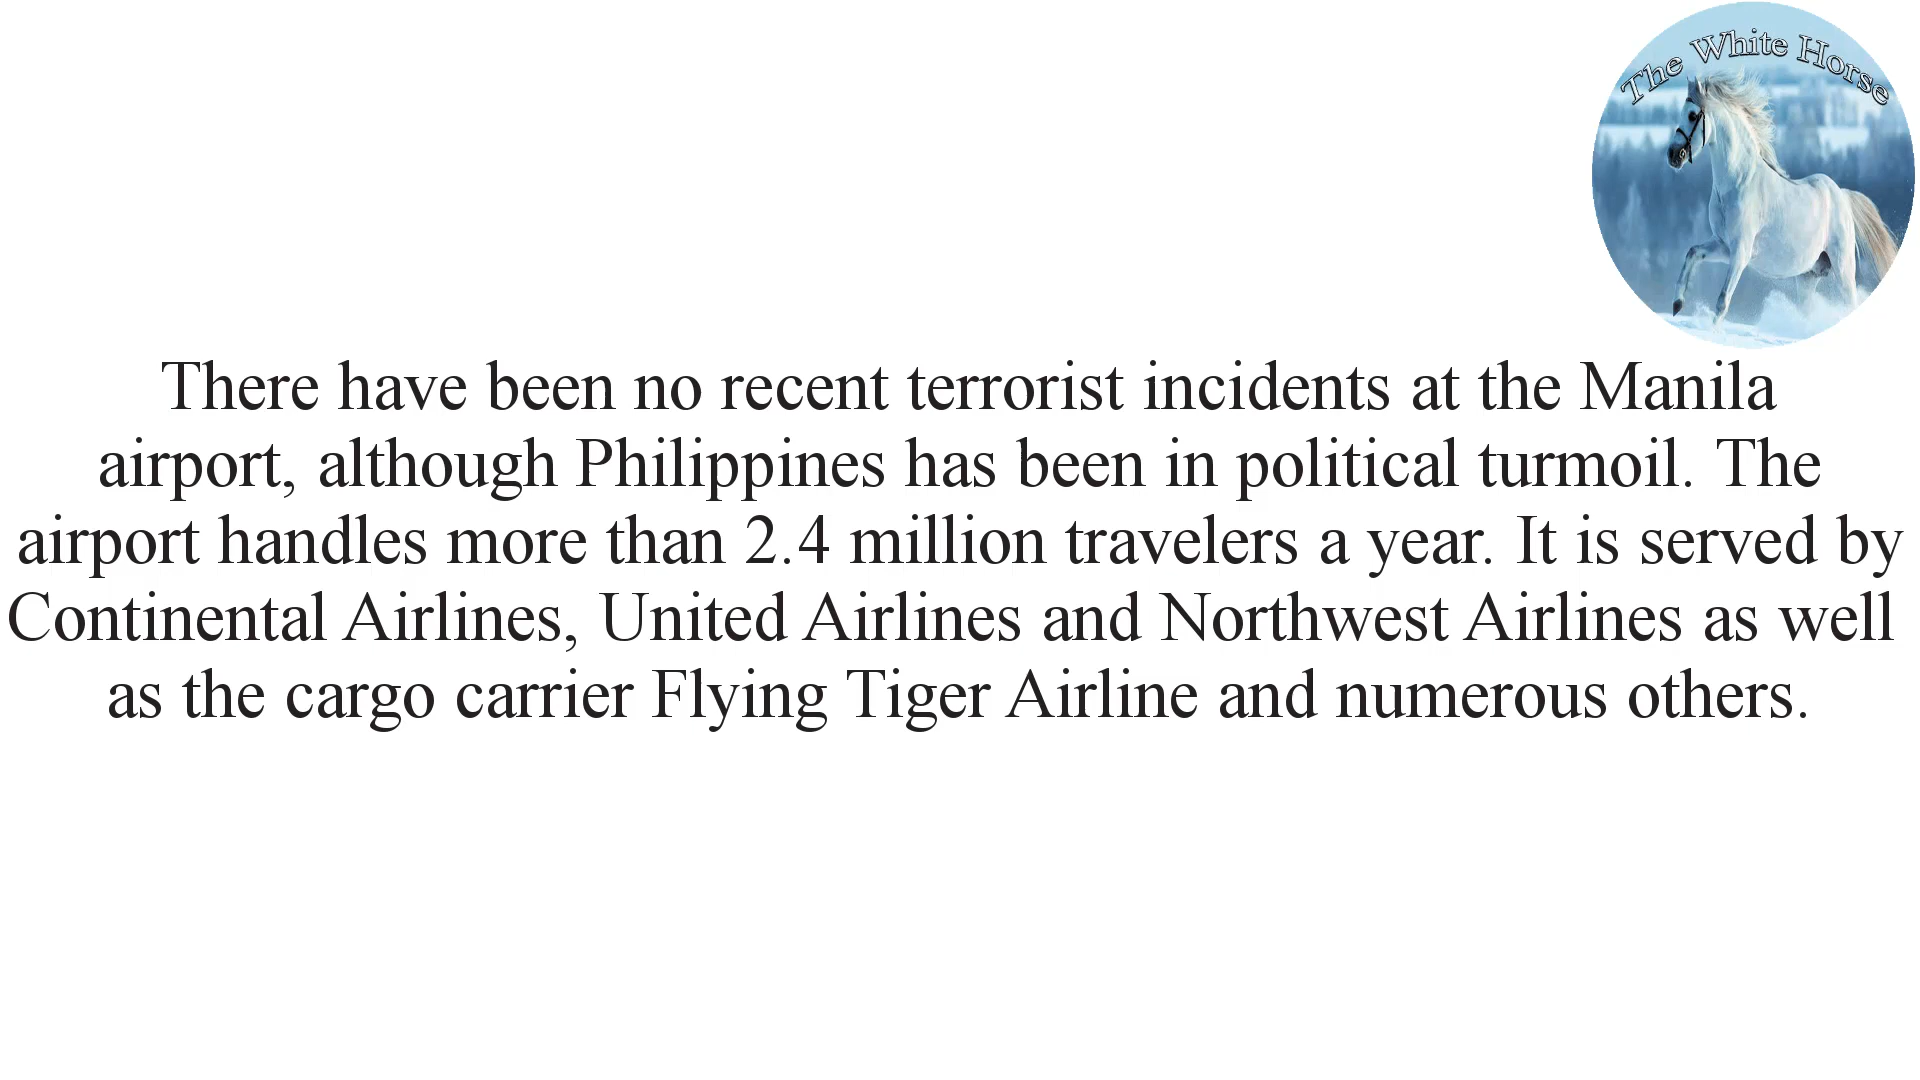 The White Horse
There have been no recent terrorist incidents at the Manila
airport, although Philippines has been in political turmoil. The
airport handles more than 2.4 million travelers a year. It is served by
Continental Airlines, United Airlines and Northwest Airlines as well
as the cargo carrier Flying Tiger Airline and numerous others.